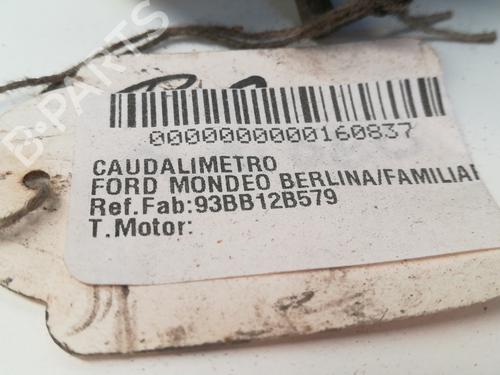 B-PARTS
0000000000160837
CAUDALIMETRO
FORD MONDEO BERLINA/FAMILIAR
Ref.Fab:93BB12B579
T.Motor: